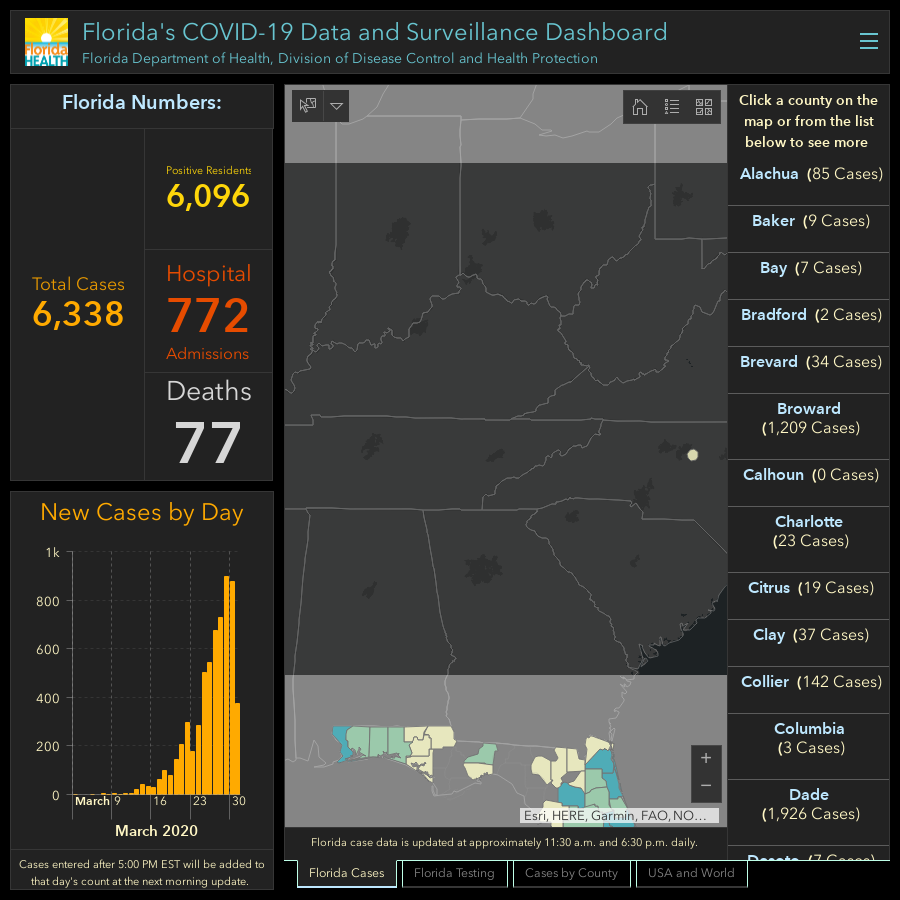 Florida's COVID-19 Data and Surveillance Dashboard
Florida Department of Health, Division of Disease Control and Health Protection
Florida
HEALTH
Florida Numbers:
Total Cases
6,338
Positive Residents
6,096
Hospital
772
Admissions
Deaths
77
New Cases by Day
1k
800
600
400
200
0
March 9 16 23 30
March 2020
Cases entered after 5:00 PM EST will be added to
that day's count at the next morning update.
+
−
Esri, HERE, Garmin, FAO, NO…
Florida case data is updated at approximately 11:30 a.m. and 6:30 p.m. daily.
Florida Cases
Florida Testing
Cases by County
USA and World
Click a county on the
map or from the list
below to see more
Alachua (85 Cases)
Baker (9 Cases)
Bay (7 Cases)
Bradford (2 Cases)
Brevard (34 Cases)
Broward
(1,209 Cases)
Calhoun (0 Cases)
Charlotte
(23 Cases)
Citrus (19 Cases)
Clay (37 Cases)
Collier (142 Cases)
Columbia
(3 Cases)
Dade
(1,926 Cases)
Desoto (7 Cases)